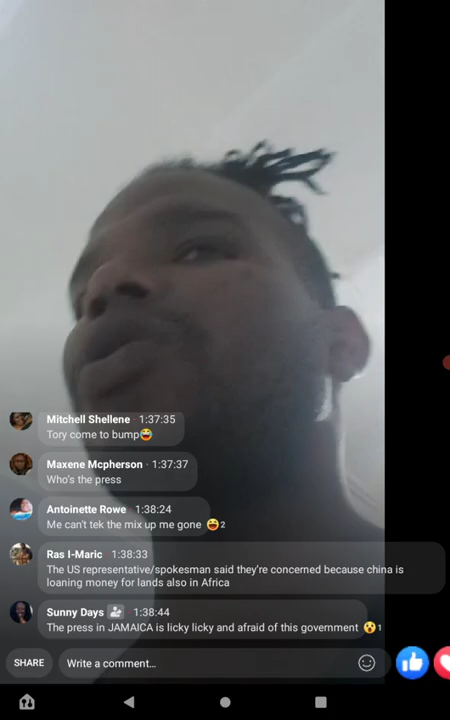 Mitchell Shellene 1:37:35
Tory come to bump😂
Maxene Mcpherson · 1:37:37
Who's the press
Antoinette Rowe 1:38:24
Me can't tek the mix up me gone 😆2
Ras I-Maric · 1:38:33
The US representative/spokesman said they're concerned because china is
loaning money for lands also in Africa
Sunny Days 1:38:44
The press in JAMAICA is licky licky and afraid of this government 😮1
SHARE
Write a comment...